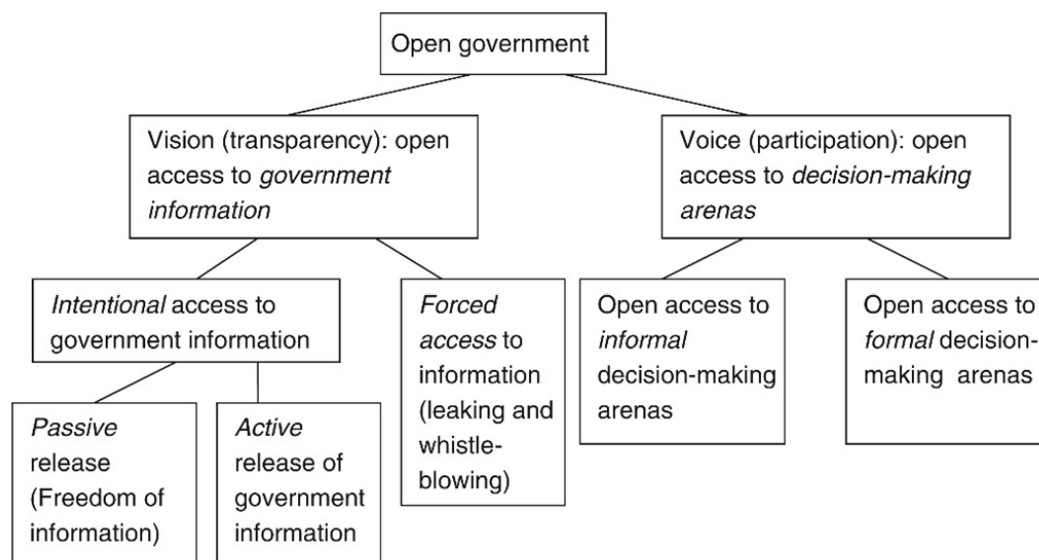 Open government
Vision (transparency): open
access to government
information
Voice (participation): open
access to decision-making
arenas
Intentional access to
government information
Forced
access to
information
(leaking and
whistle-
blowing)
Open access to
informal
decision-making
arenas
Open access to
formal decision-
making arenas
Passive
release
(Freedom of
information)
Active
release of
government
information